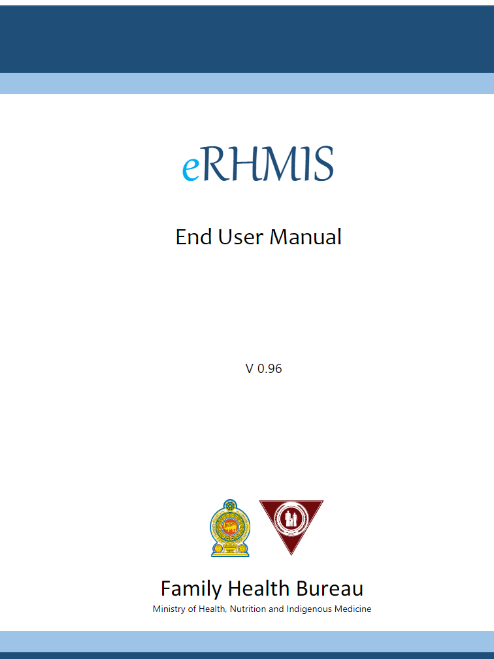 eRHMIS
End User Manual
V 0.96
Family Health Bureau
Ministry of Health, Nutrition and Indigenous Medicine